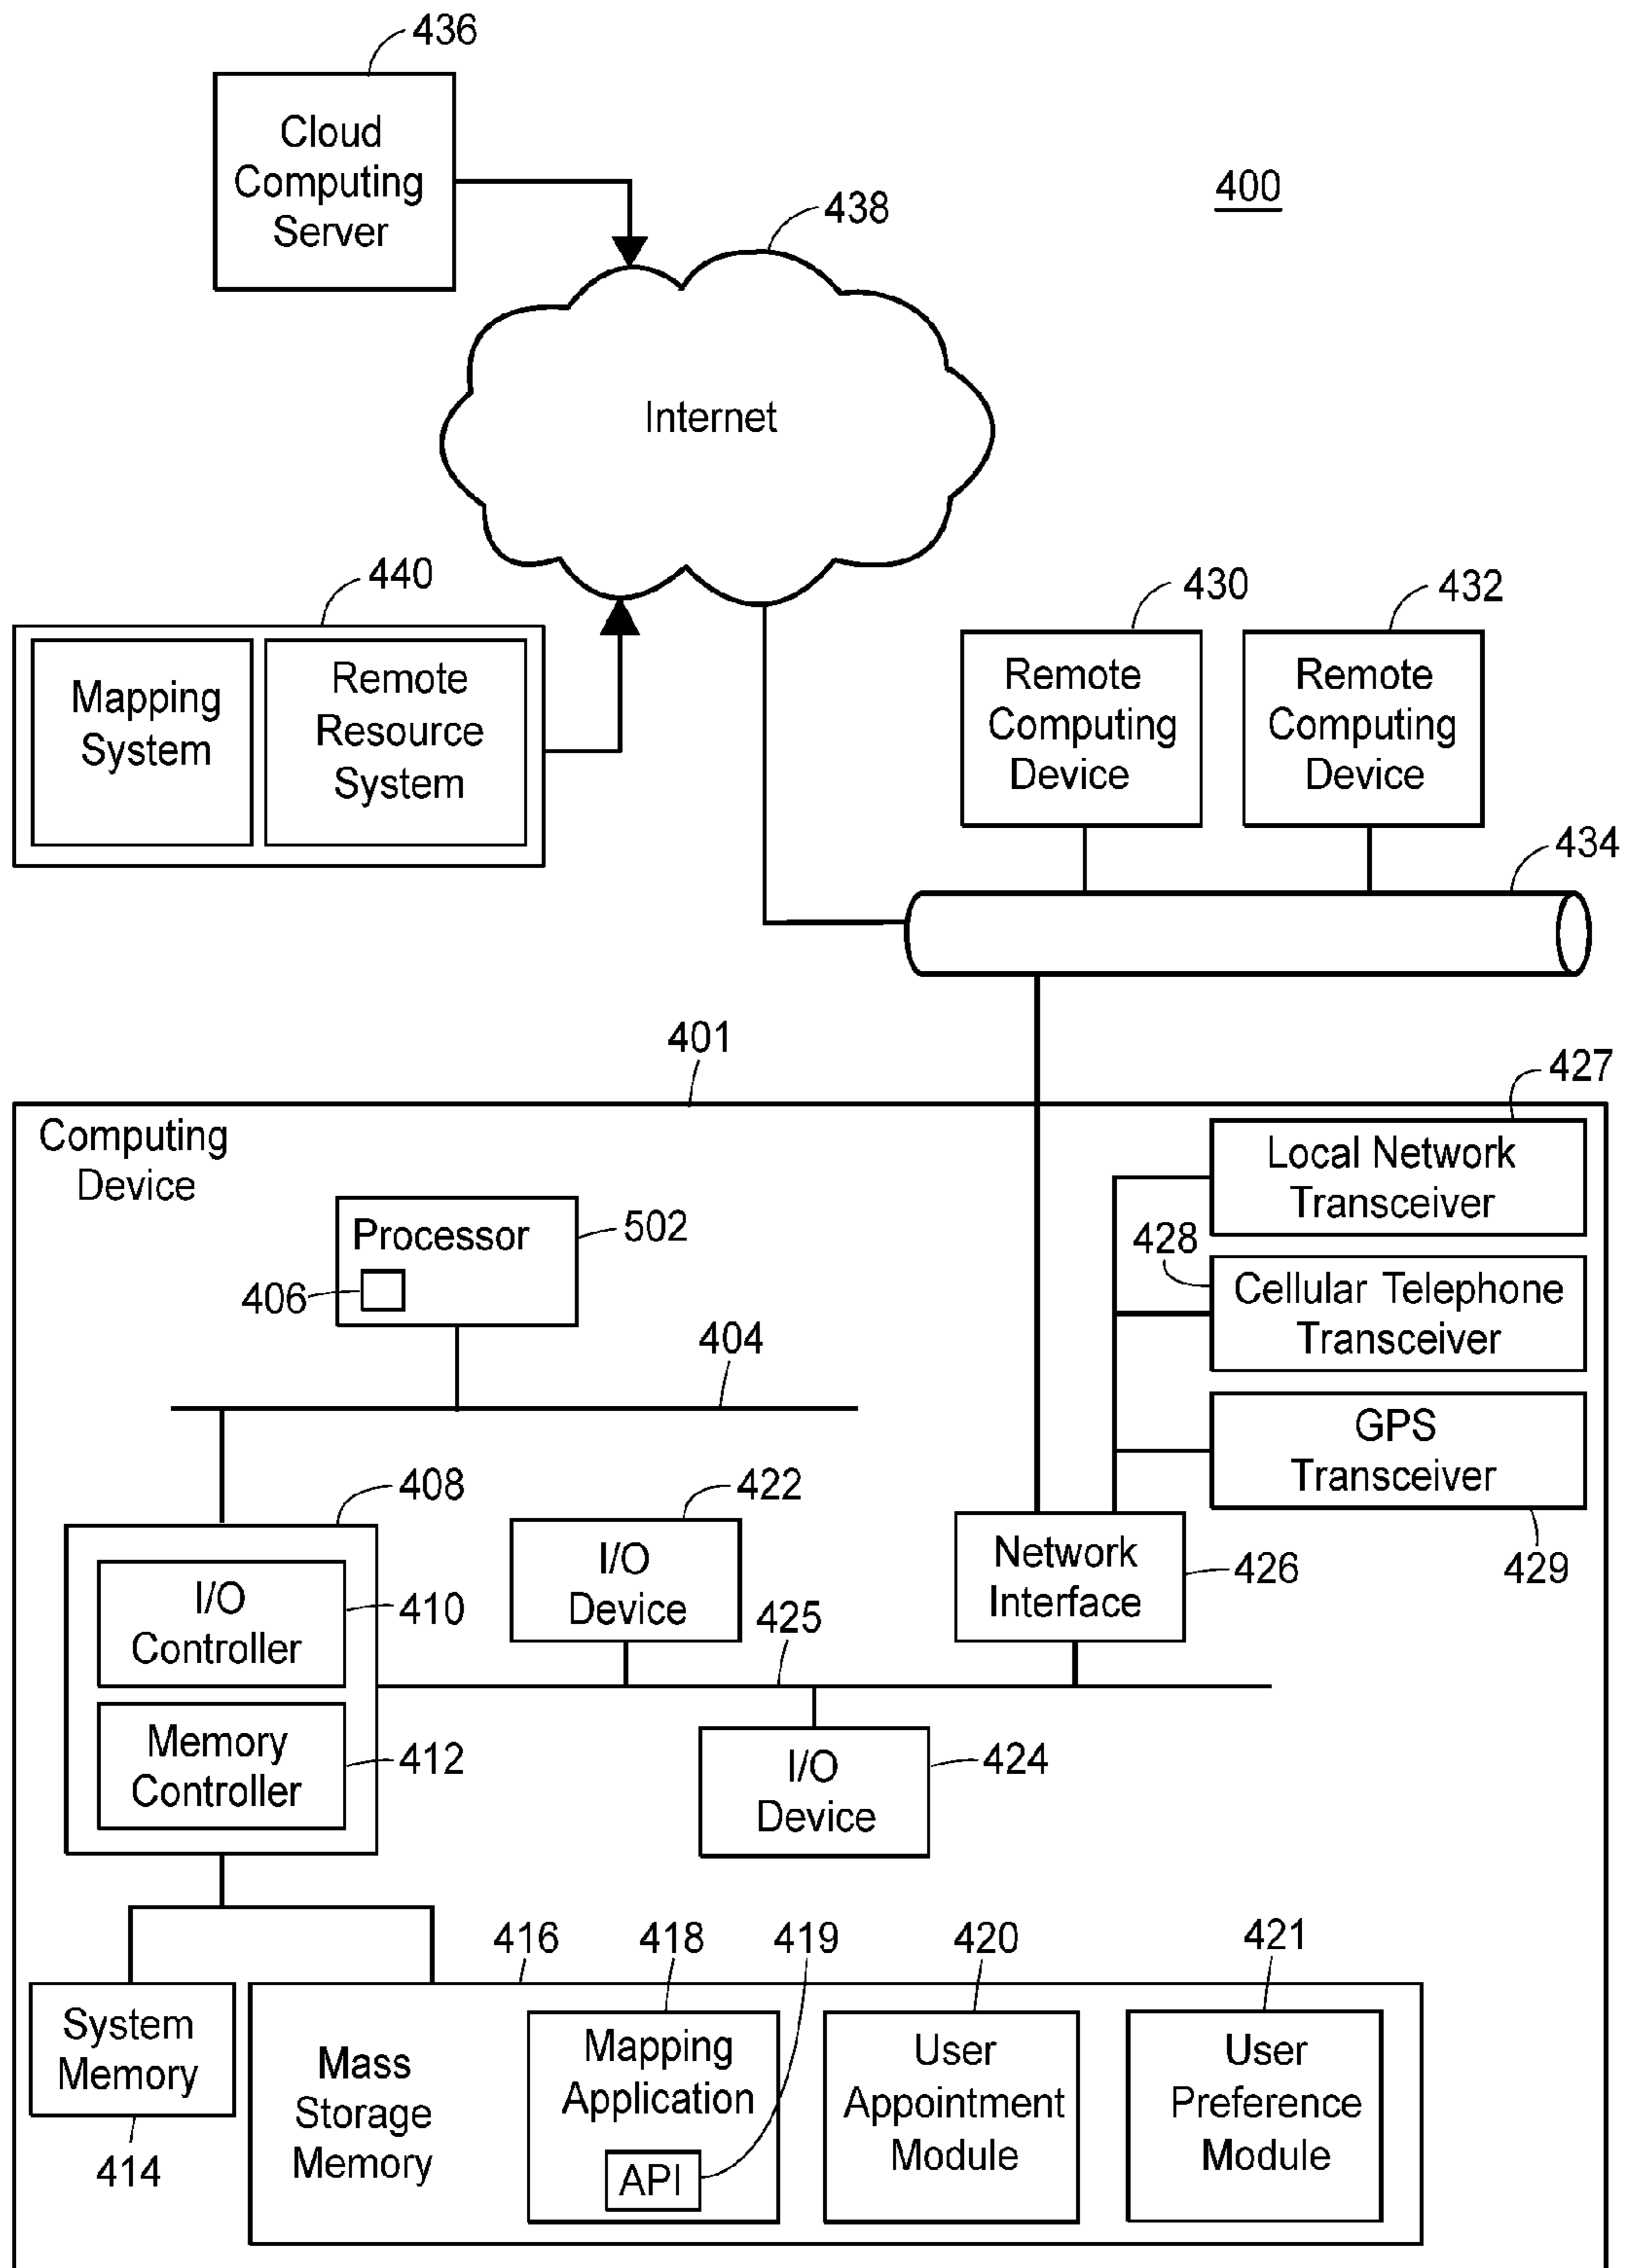 436
Cloud
Computing
Server
400
438
Internet
440
Mapping
System
Remote
Resource
System
430
Remote
Computing
Device
432
Remote
Computing
Device
434
401
Computing
Device
427
Local Network
Transceiver
Processor
502
406
428
Cellular Telephone
Transceiver
404
GPS
Transceiver
429
408
I/O
Controller
410
Memory
Controller
412
422
I/O
Device
425
Network
Interface
426
I/O
Device
424
System
Memory
414
416
Mass
Storage
Memory
418
Mapping
Application
419
API
420
User
Appointment
Module
421
User
Preference
Module